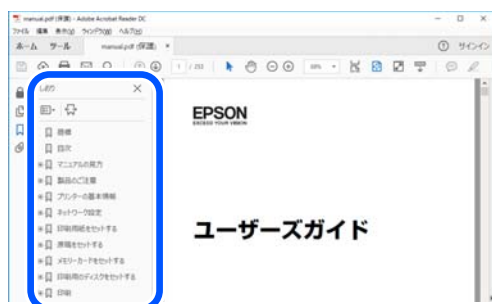 manual.pdf (保護) - Adobe Acrobat Reader DC
ファイル 編集 表示(V) ウィンドウ(W) ヘルプ(H)
ホーム ツール manual.pdf (保護) ×
サインイン
1 / 255
しおり ×
EPSON
EXCEED YOUR VISION
表紙
目次
マニュアルの見方
製品のご注意
プリンターの基本情報
ネットワーク設定
印刷用紙をセットする
原稿をセットする
メモリーカードをセットする
印刷用のディスクをセットする
印刷
ユーザーズガイド